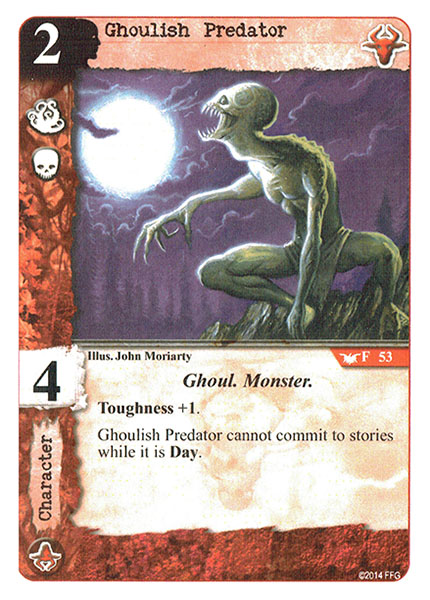 2
Ghoulish Predator
Illus. John Moriarty
F 53
4
Ghoul. Monster.
Toughness +1.
Ghoulish Predator cannot commit to stories
while it is Day.
Character
©2014 FFG